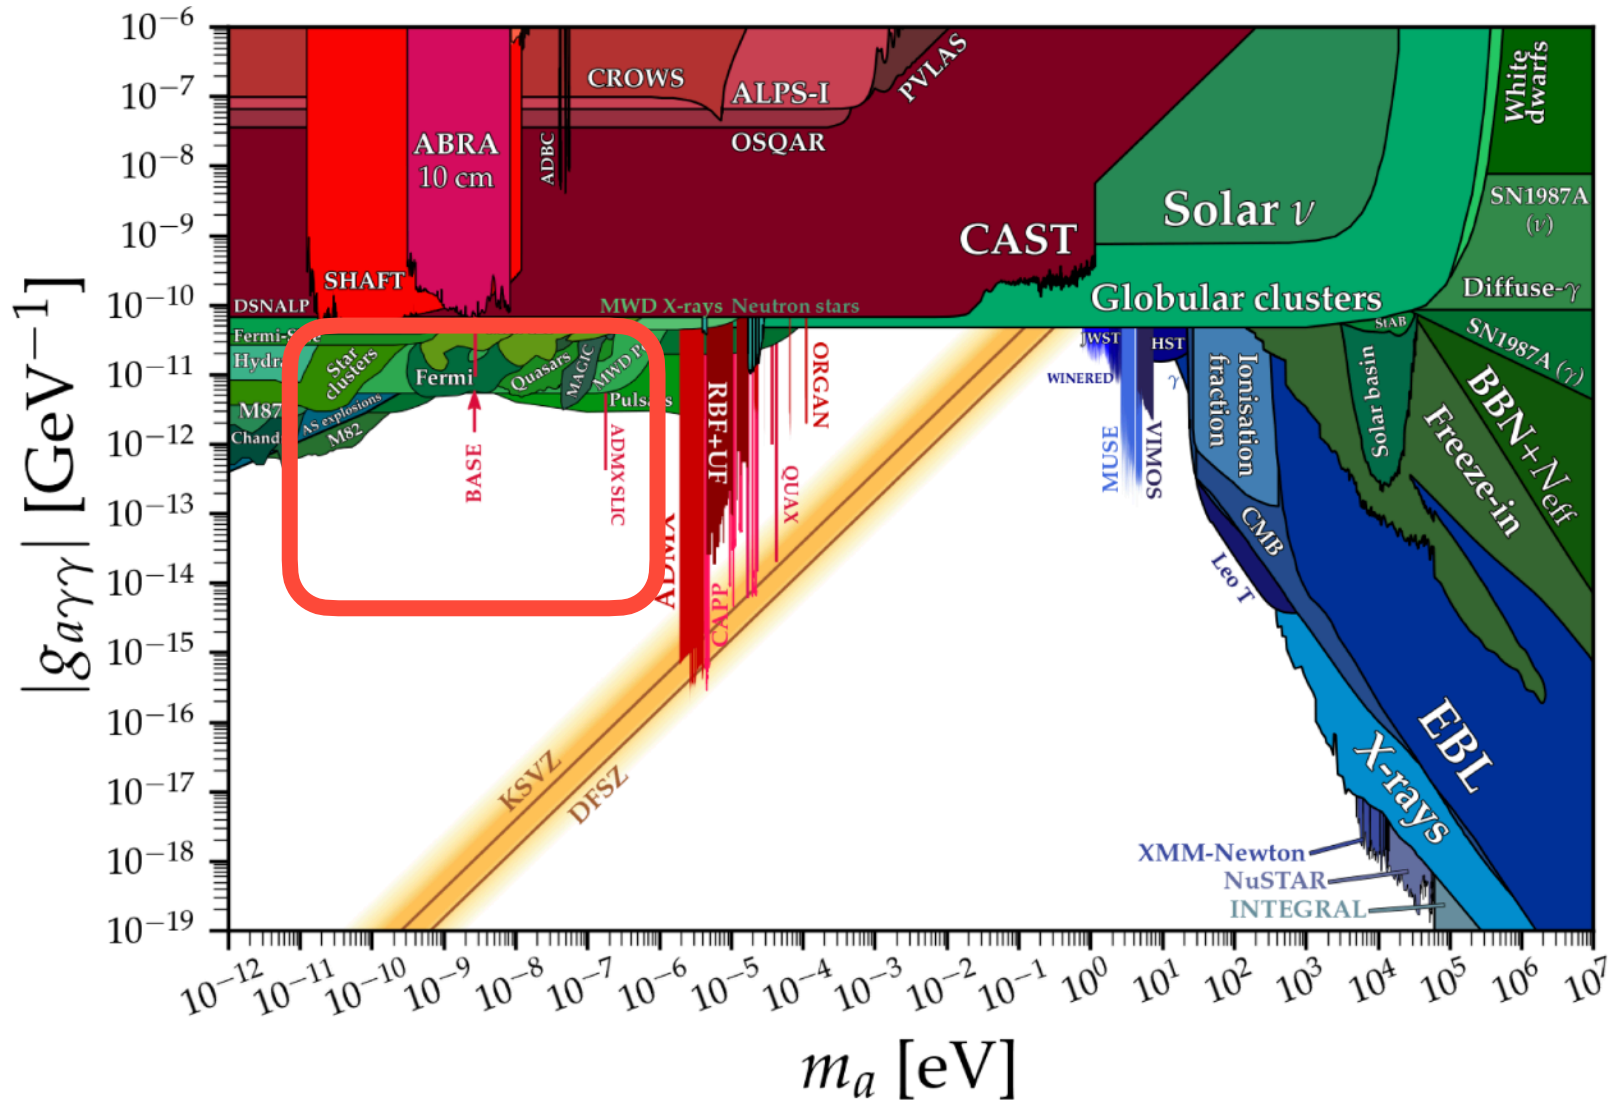 10−6
10−7
10−8
10−9
10−10
10−11
10−12
10−13
10−14
10−15
10−16
10−17
10−18
10−19
|gaγγ| [GeV−1]
CROWS
ALPS-I
PVLAS
OSQAR
ABRA
10 cm
ADBC
SHAFT
CAST
Solar ν
White
dwarfs
SN1987A
(ν)
Diffuse-γ
Globular clusters
DSNALP
MWD X-rays
Neutron stars
Star
clusters
Fermi
Quasars
MAGIC
M87
AS explosions
M82
BASE
ADMX SLIC
ADMX
RBF+UF
CAPP
QUAX
ORGAN
KSVZ
DFSZ
JWST
HST
WINERED
γ
MUSE
VIMOS
Ionisation
fraction
CMB
Leo T
StAB
Solar basin
SN1987A (γ)
BBN+Neff
Freeze-in
EBL
X-rays
XMM-Newton
NuSTAR
INTEGRAL
10−12
10−11
10−10
10−9
10−8
10−7
10−6
10−5
10−4
10−3
10−2
10−1
100
101
102
103
104
105
106
107
ma [eV]